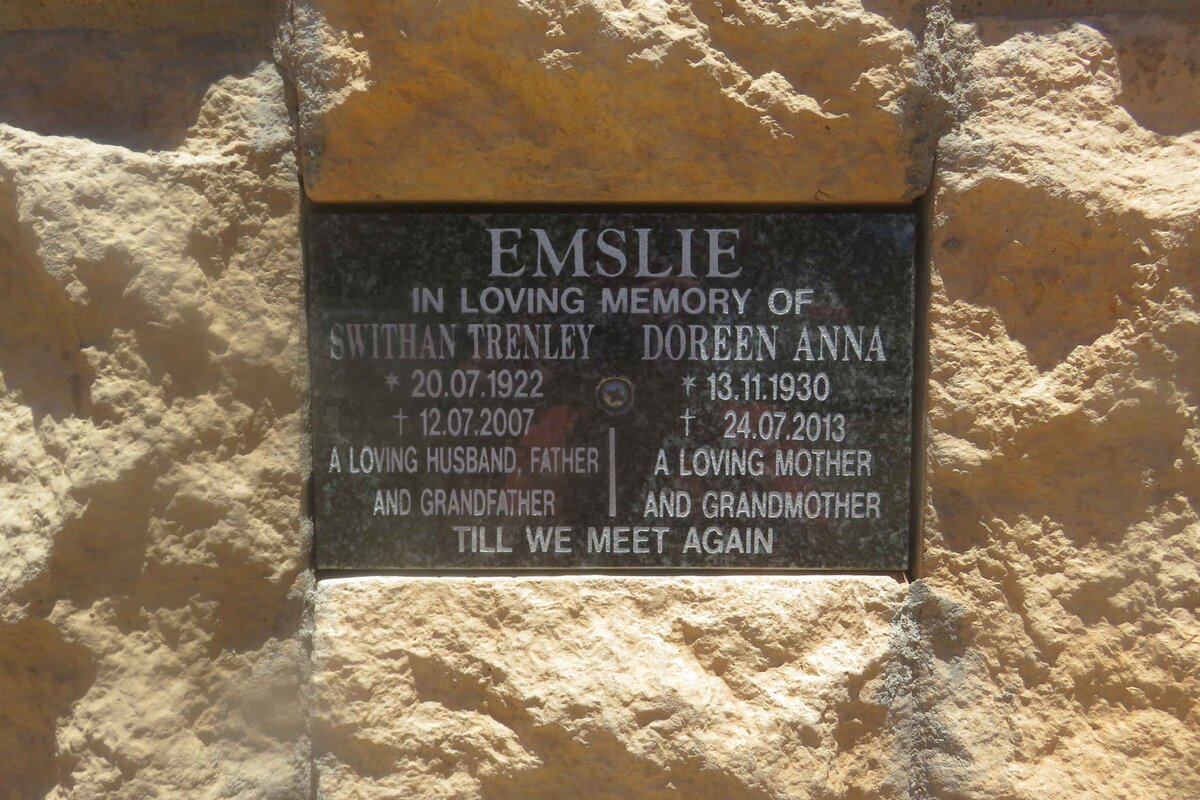 EMSLIE
IN LOVING MEMORY OF
SWITHAN TRENLEY DOREEN ANNA
* 20.07.1922 * 13.11.1930
† 12.07.2007 † 24.07.2013
A LOVING HUSBAND, FATHER A LOVING MOTHER
AND GRANDFATHER AND GRANDMOTHER
TILL WE MEET AGAIN